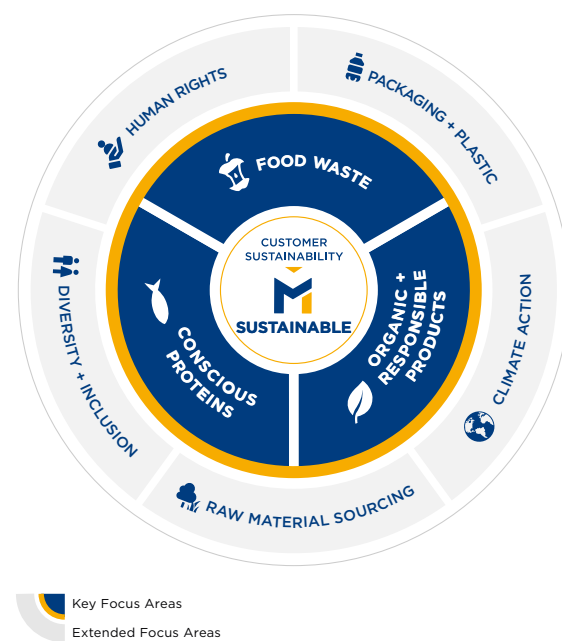 HUMAN RIGHTS
PACKAGING + PLASTIC
FOOD WASTE
CUSTOMER
SUSTAINABILITY
M
SUSTAINABLE
DIVERSITY + INCLUSION
CONSCIOUS
PROTEINS
ORGANIC +
RESPONSIBLE
PRODUCTS
CLIMATE ACTION
RAW MATERIAL SOURCING
Key Focus Areas
Extended Focus Areas